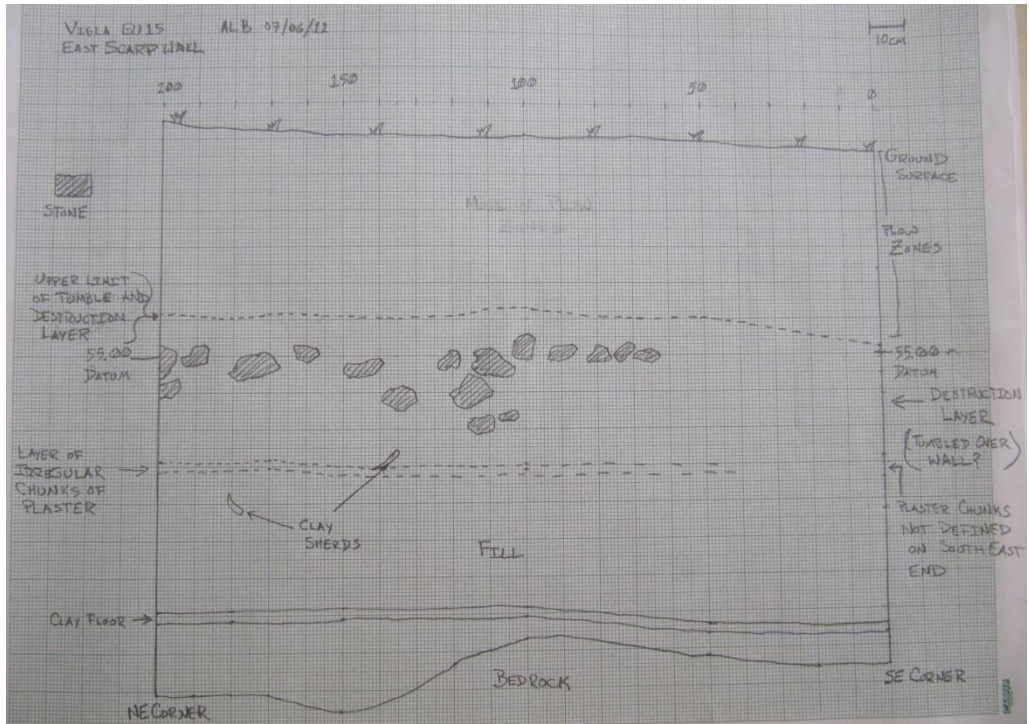 VIGLA EU15 ALB 07/06/12
EAST SCARP WALL
10CM
200 150 100 50 0
GROUND
SURFACE
STONE
PLOW
ZONES
PLOW
ZONES
UPPER LIMIT
OF TUMBLE AND
DESTRUCTION
LAYER
55.00
DATUM
55.00 m
DATUM
DESTRUCTION
LAYER
(TUMBLED OVER
WALL?)
LAYER OF
IRREGULAR
CHUNKS OF
PLASTER
PLASTER CHUNKS
NOT DEFINED
ON SOUTHEAST
END
CLAY
SHERDS
FILL
CLAY FLOOR
BEDROCK
NE CORNER
SE CORNER